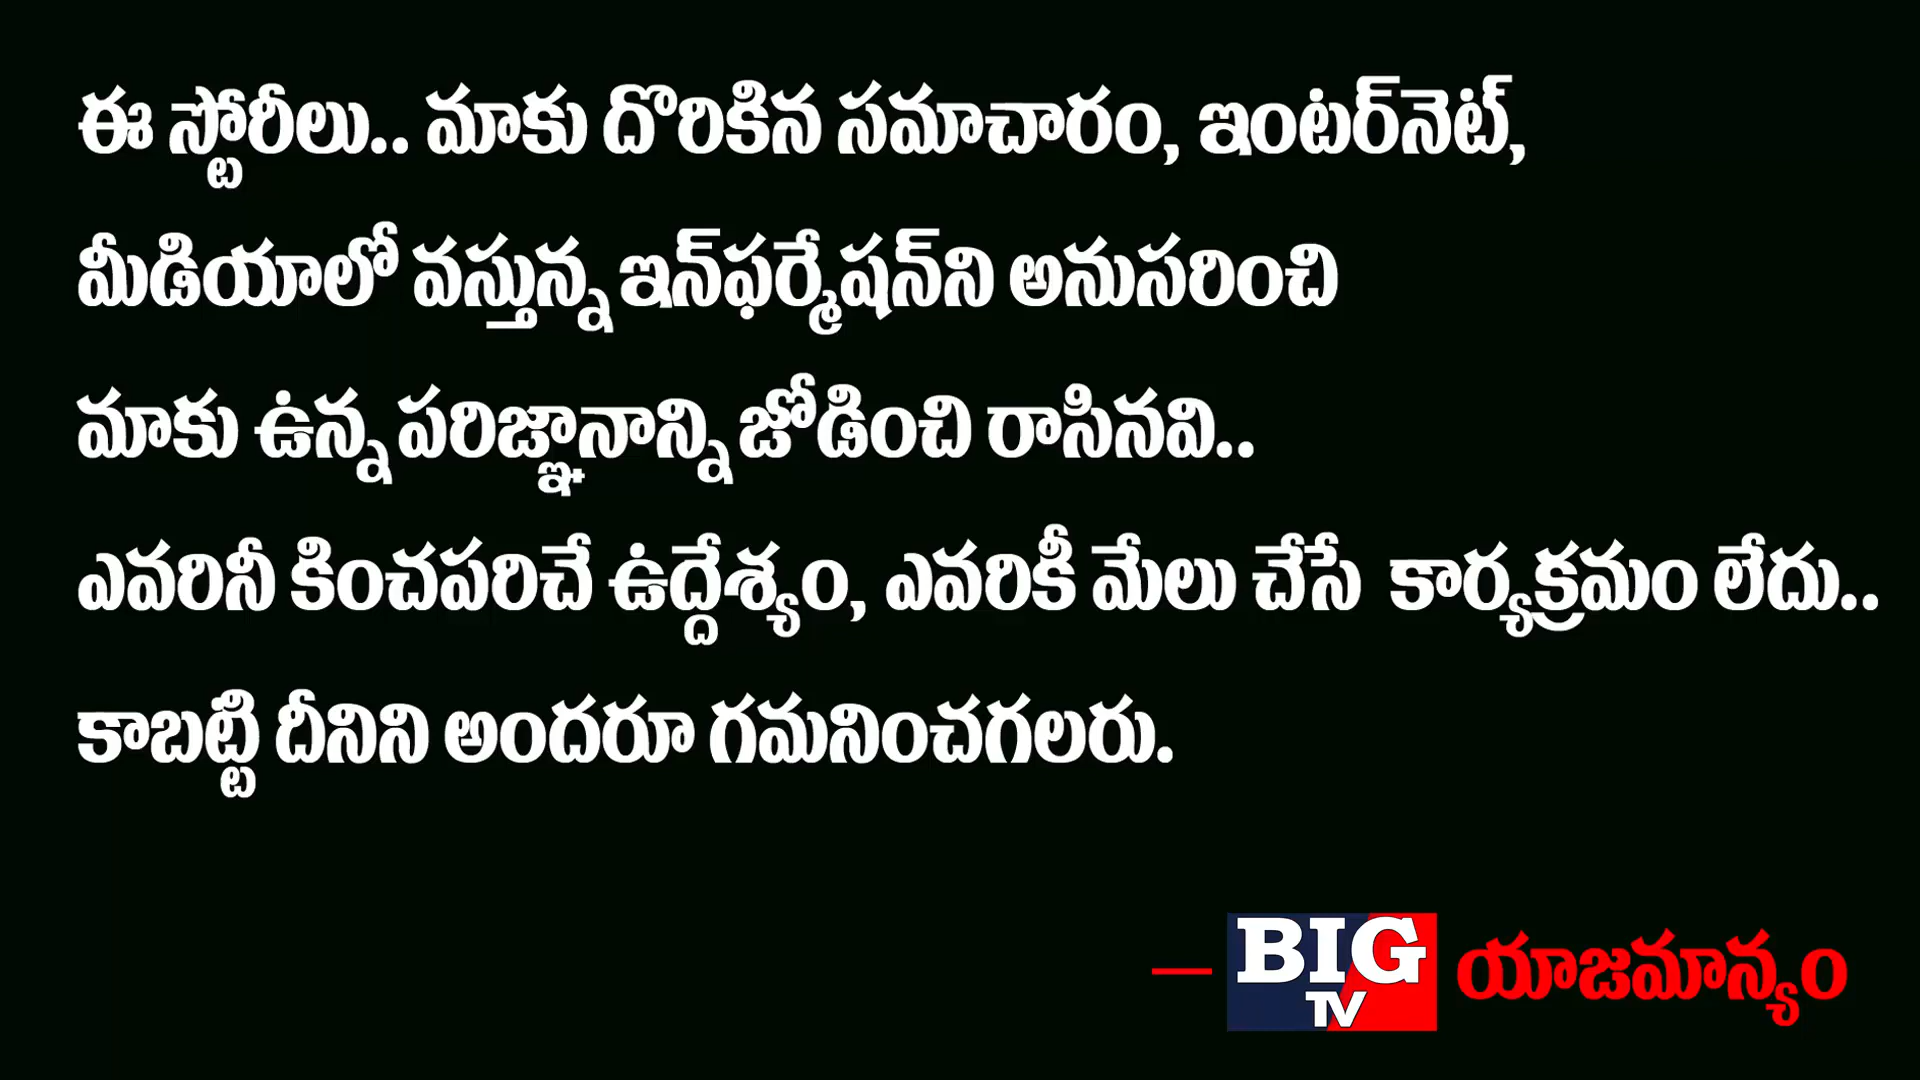 ఈ స్టోరీలు.. మాకు దొరికిన సమాచారం, ఇంటర్‌నెట్,
మీడియాలో వస్తున్న ఇన్‌ఫర్మేషన్‌ని అనుసరించి
మాకు ఉన్న పరిజ్ఞానాన్ని జోడించి రాసినవి..
ఎవరినీ కించపరిచే ఉద్దేశ్యం, ఎవరికీ మేలు చేసే కార్యక్రమం లేదు..
కాబట్టి దీనిని అందరూ గమనించగలరు.
— BIG TV యాజమాన్యం